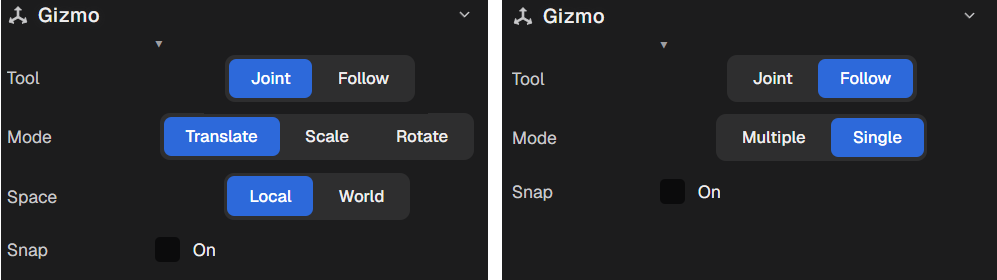 Gizmo
Tool Joint Follow
Mode Translate Scale Rotate
Space Local World
Snap On
Gizmo
Tool Joint Follow
Mode Multiple Single
Snap On